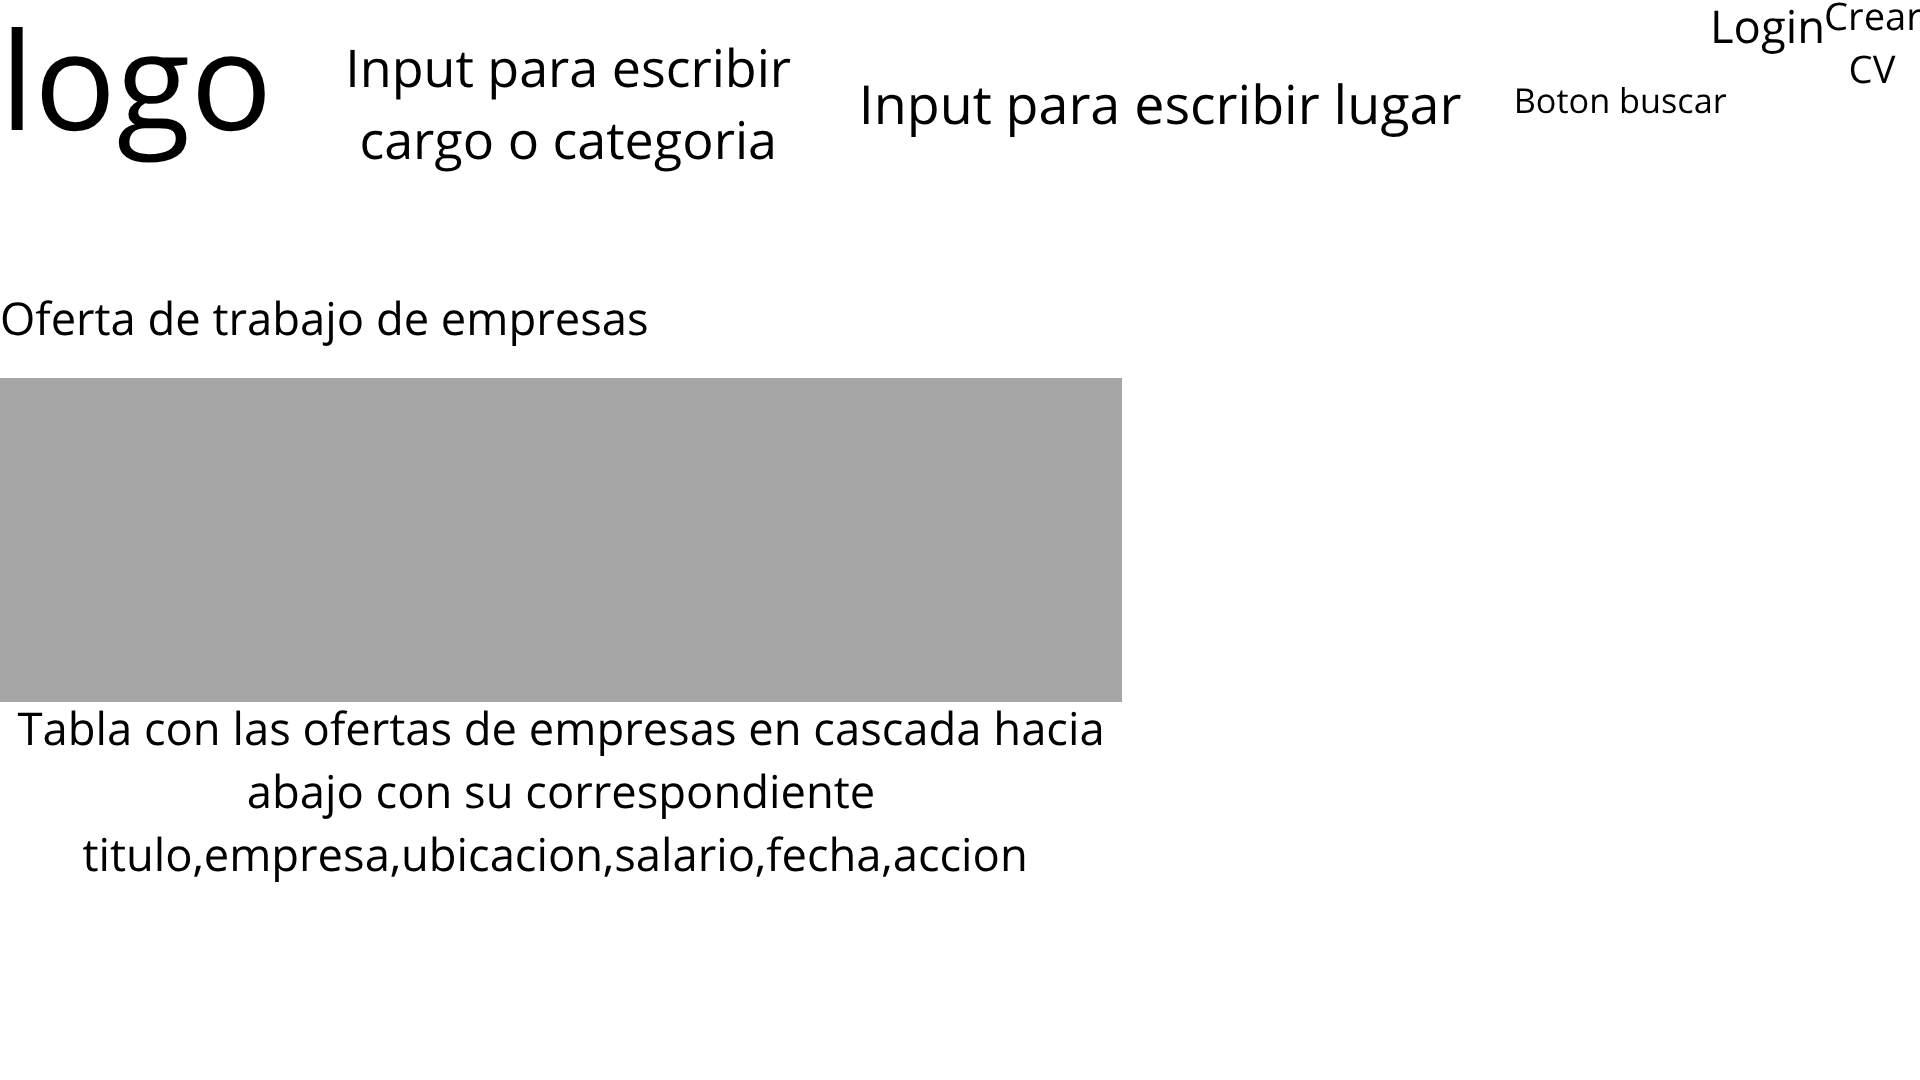 logo
Input para escribir
cargo o categoria
Input para escribir lugar
Boton buscar
Login
Crear
CV
Oferta de trabajo de empresas
Tabla con las ofertas de empresas en cascada hacia
abajo con su correspondiente
titulo,empresa,ubicacion,salario,fecha,accion